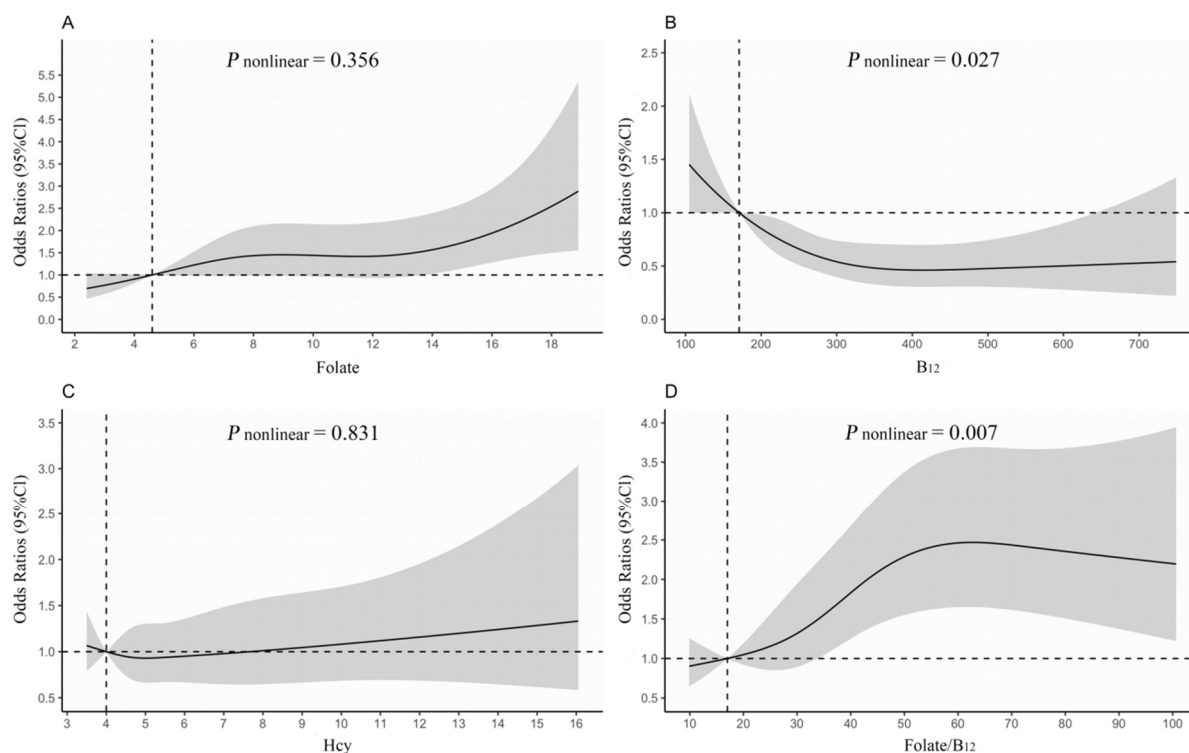 A
P nonlinear = 0.356
Odds Ratios (95%CI)
5.5
5.0
4.5
4.0
3.5
3.0
2.5
2.0
1.5
1.0
0.5
0.0
2 4 6 8 10 12 14 16 18
Folate
B
P nonlinear = 0.027
Odds Ratios (95%CI)
2.5
2.0
1.5
1.0
0.5
0.0
100 200 300 400 500 600 700
B12
C
P nonlinear = 0.831
Odds Ratios (95%CI)
3.5
3.0
2.5
2.0
1.5
1.0
0.5
3 4 5 6 7 8 9 10 11 12 13 14 15 16
Hcy
D
P nonlinear = 0.007
Odds Ratios (95%CI)
4.0
3.5
3.0
2.5
2.0
1.5
1.0
0.5
10 20 30 40 50 60 70 80 90 100
Folate/B12